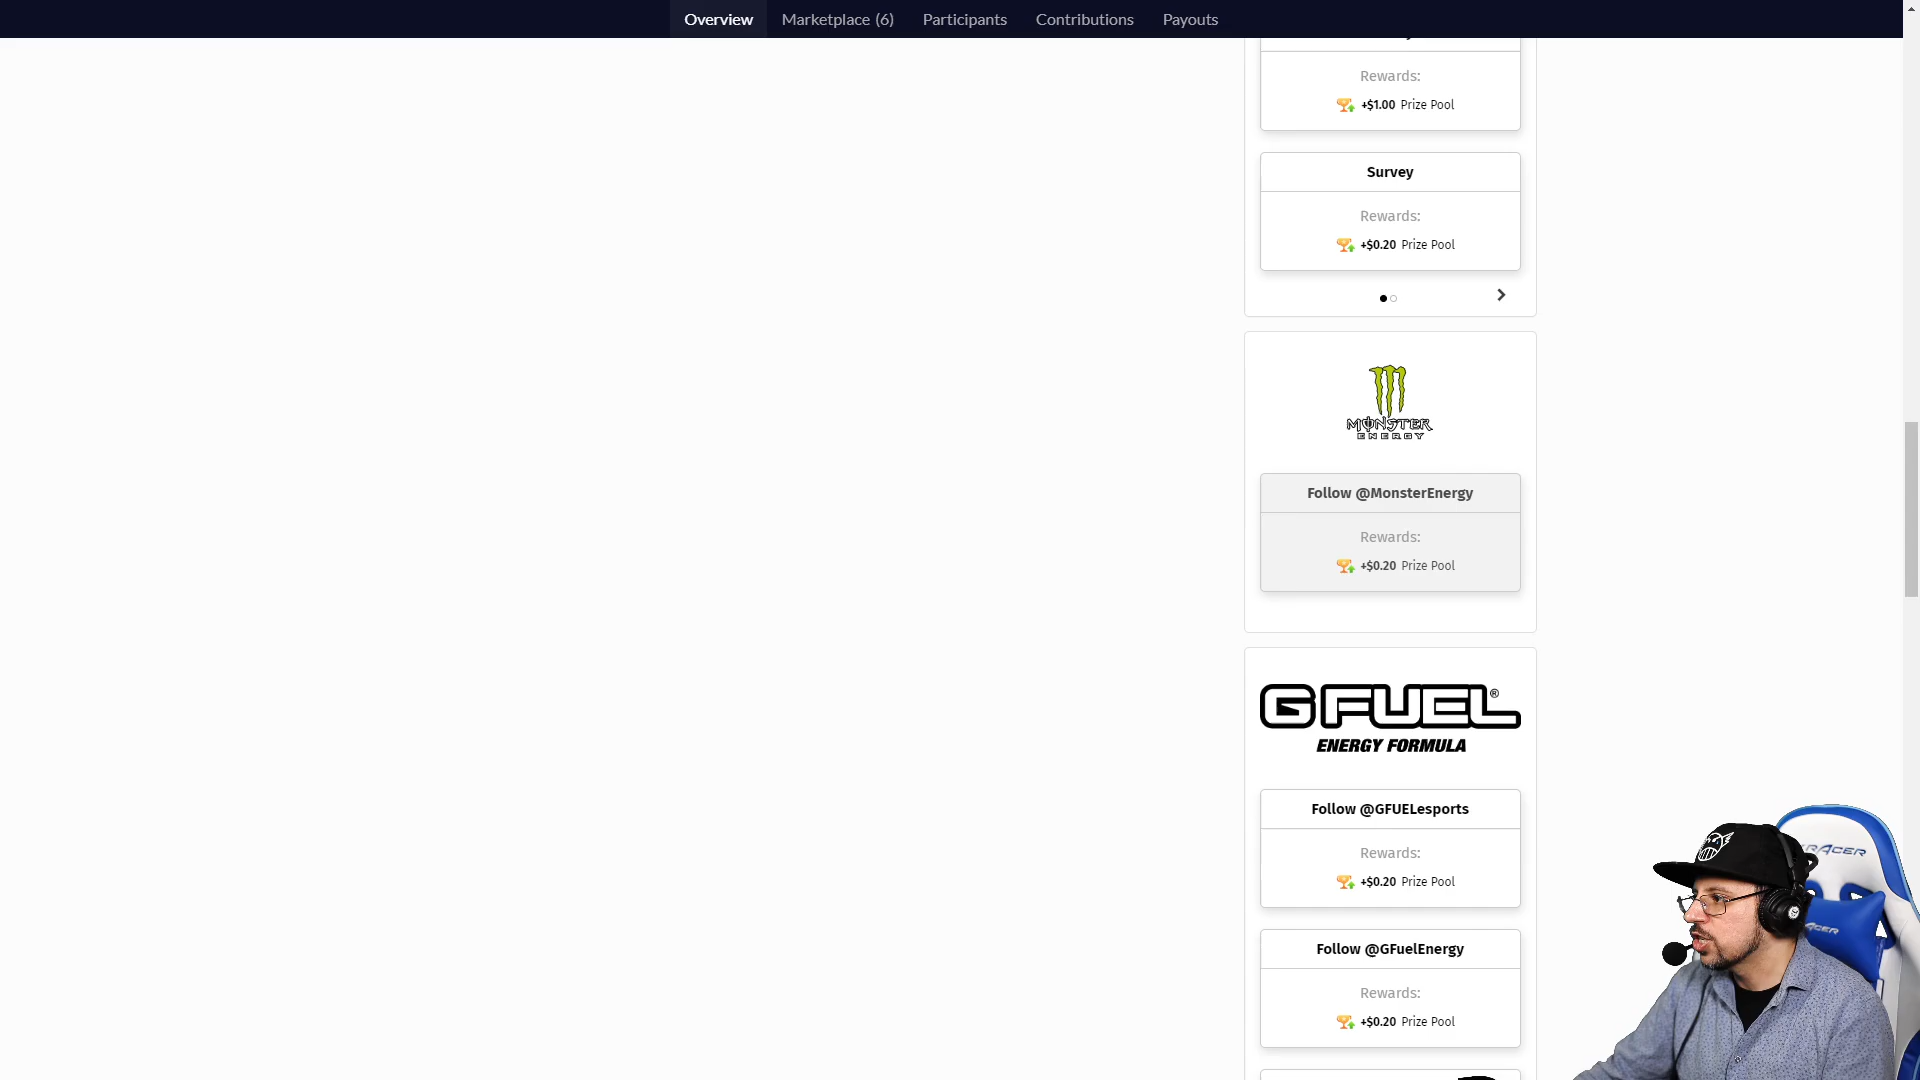 Overview Marketplace (6) Participants Contributions Payouts
Rewards:
+$1.00 Prize Pool
Survey
Rewards:
+$0.20 Prize Pool
MONSTER
ENERGY
Follow @MonsterEnergy
Rewards:
+$0.20 Prize Pool
G FUEL®
ENERGY FORMULA
Follow @GFUELesports
Rewards:
+$0.20 Prize Pool
Follow @GFuelEnergy
Rewards:
+$0.20 Prize Pool